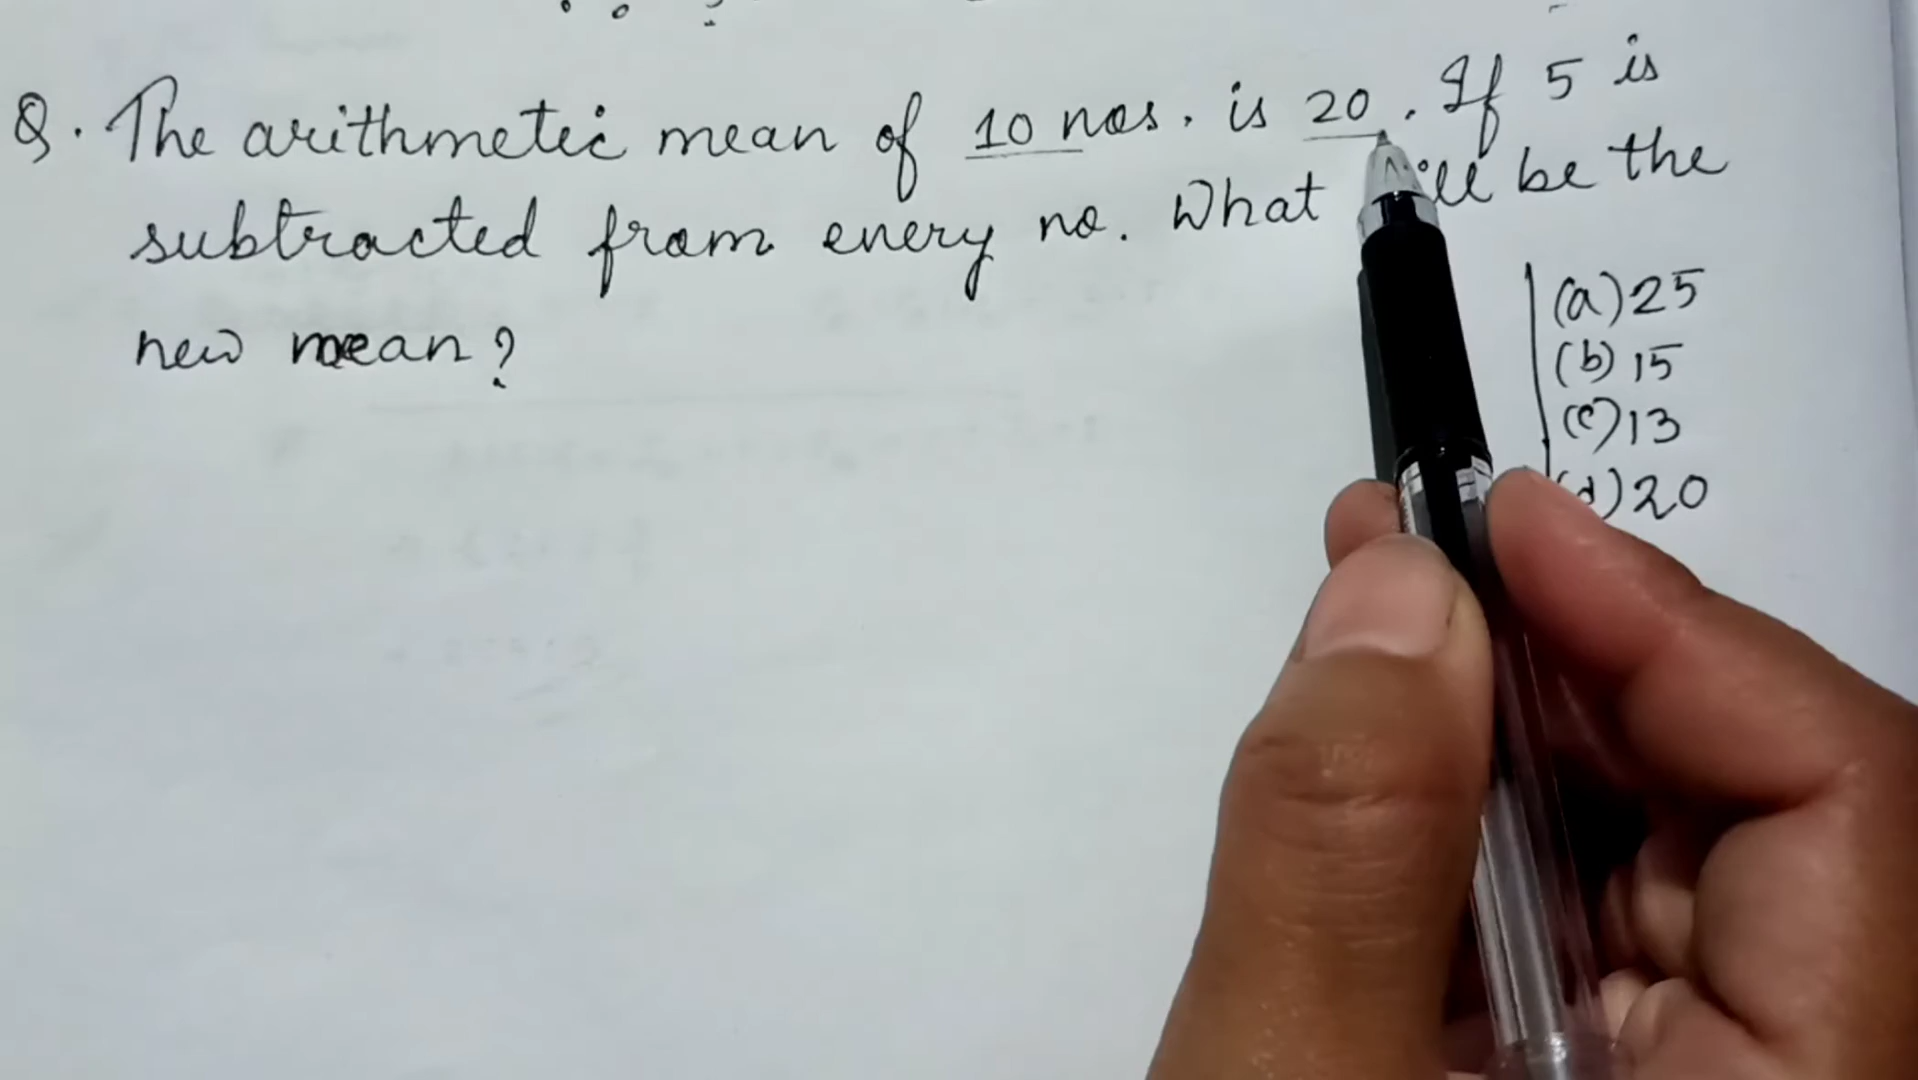 Q. The arithmetic mean of 10 nos. is 20. If 5 is
subtracted from every no. What will be the
new mean?
(a) 25
(b) 15
(c) 13
(d) 20